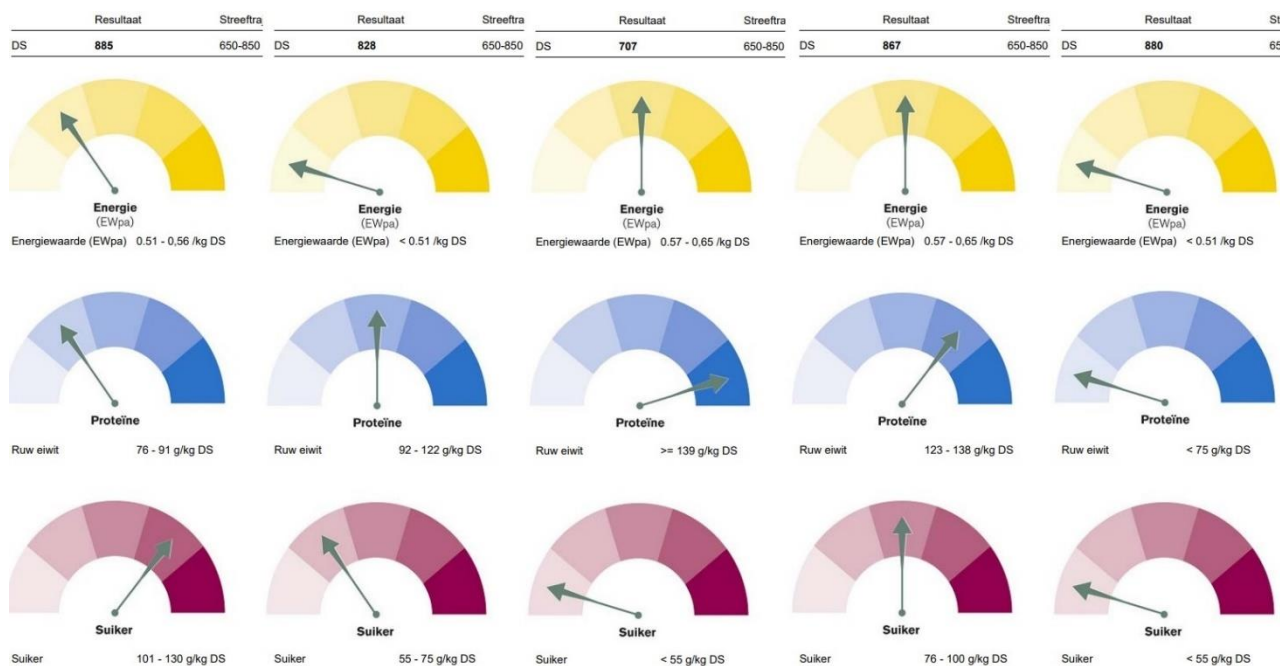 Resultaat Streeftra
DS 885 650-850
Energie
(EWpa)
Energiewaarde (EWpa) 0.51 - 0,56 /kg DS
Proteïne
Ruw eiwit 76 - 91 g/kg DS
Suiker
Suiker 101 - 130 g/kg DS
Resultaat Streeftra
DS 828 650-850
Energie
(EWpa)
Energiewaarde (EWpa) < 0.51 /kg DS
Proteïne
Ruw eiwit 92 - 122 g/kg DS
Suiker
Suiker 55 - 75 g/kg DS
Resultaat Streeftra
DS 707 650-850
Energie
(EWpa)
Energiewaarde (EWpa) 0.57 - 0,65 /kg DS
Proteïne
Ruw eiwit >= 139 g/kg DS
Suiker
Suiker < 55 g/kg DS
Resultaat Streeftra
DS 867 650-850
Energie
(EWpa)
Energiewaarde (EWpa) 0.57 - 0,65 /kg DS
Proteïne
Ruw eiwit 123 - 138 g/kg DS
Suiker
Suiker 76 - 100 g/kg DS
Resultaat St
DS 880 65
Energie
(EWpa)
Energiewaarde (EWpa) < 0.51 /kg DS
Proteïne
Ruw eiwit < 75 g/kg DS
Suiker
Suiker < 55 g/kg DS